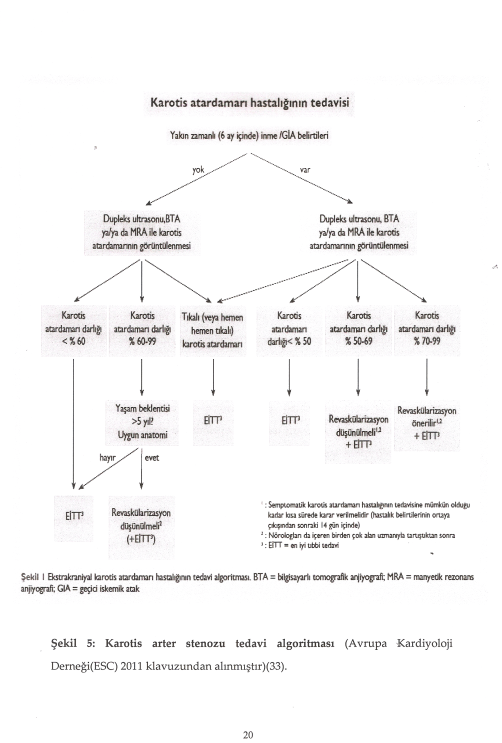 Karotis atardamarı hastalığının tedavisi
Yakın zamanlı (6 ay içinde) inme /GİA belirtileri
yok
var
Dupleks ultrasonu,BTA
ya/ya da MRA ile karotis
atardamarının görüntülenmesi
Dupleks ultrasonu, BTA
ya/ya da MRA ile karotis
atardamarının görüntülenmesi
Karotis
atardamarı darlığı
< % 60
Karotis
atardamarı darlığı
% 60-99
Tıkalı (veya hemen
hemen tıkalı)
karotis atardamarı
Karotis
atardamarı
darlığı< % 50
Karotis
atardamarı darlığı
% 50-69
Karotis
atardamarı darlığı
% 70-99
Yaşam beklentisi
>5 yıl?
Uygun anatomi
EİTT³
EİTT³
Revaskülarizasyon
düşünülmeli¹,²
+ EİTT³
Revaskülarizasyon
önerilir¹,²
+ EİTT³
hayır
evet
EİTT³
Revaskülarizasyon
düşünülmeli²
(+EİTT³)
¹ : Semptomatik karotis atardamarı hastalığının tedavisine mümkün olduğu
kadar kısa sürede karar verilmelidir (hastalık belirtilerinin ortaya
çıkışından sonraki 14 gün içinde)
² : Nörologları da içeren birden çok alan uzmanıyla tartıştıktan sonra
³ : EİTT = en iyi tıbbi tedavi
Şekil 1 Ekstrakraniyal karotis atardamarı hastalığının tedavi algoritması. BTA = bilgisayarlı tomografik anjiyografi; MRA = manyetik rezonans
anjiyografi; GIA = geçici iskemik atak
Şekil 5: Karotis arter stenozu tedavi algoritması (Avrupa Kardiyoloji
Derneği(ESC) 2011 klavuzundan alınmıştır)(33).
20